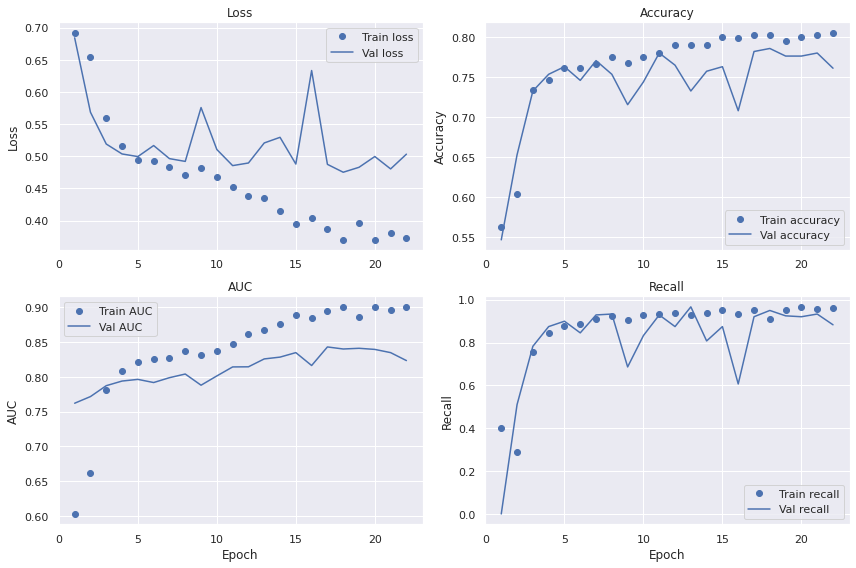 Loss
Loss
0.70
0.65
0.60
0.55
0.50
0.45
0.40
0 5 10 15 20
Train loss
Val loss
Accuracy
Accuracy
0.80
0.75
0.70
0.65
0.60
0.55
0 5 10 15 20
Train accuracy
Val accuracy
AUC
AUC
0.90
0.85
0.80
0.75
0.70
0.65
0.60
0 5 10 15 20
Epoch
Train AUC
Val AUC
Recall
Recall
1.0
0.8
0.6
0.4
0.2
0.0
0 5 10 15 20
Epoch
Train recall
Val recall